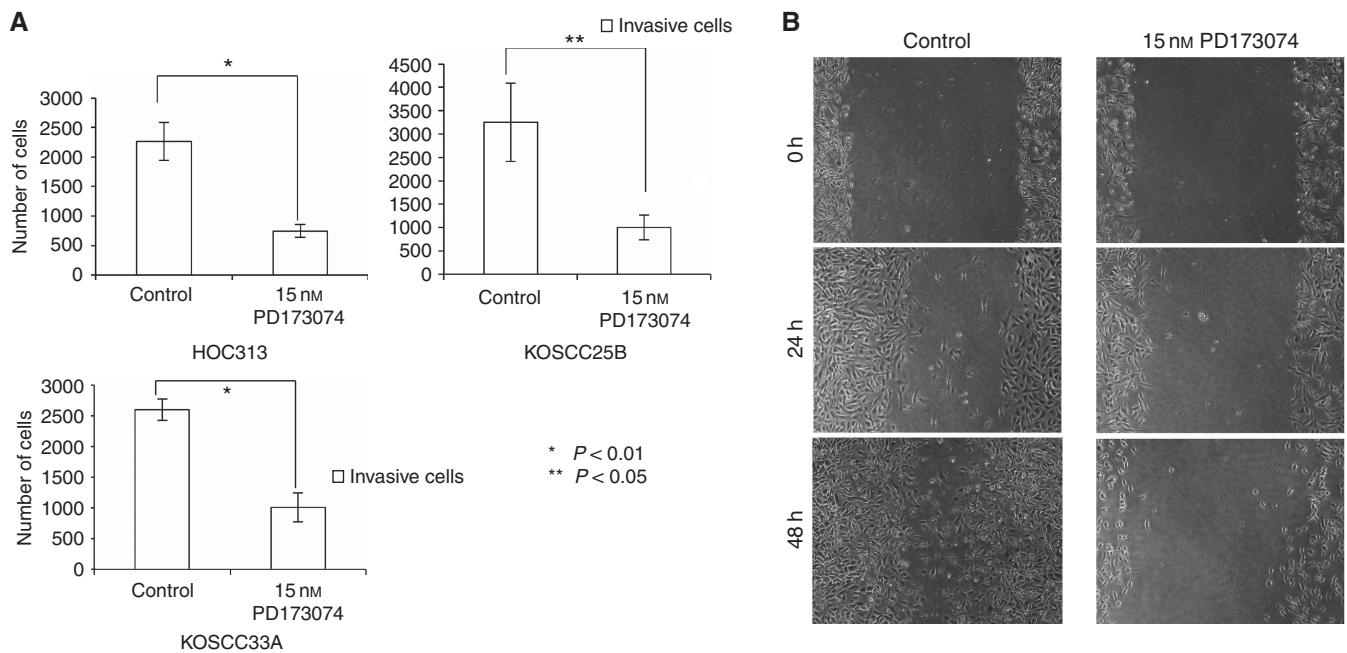 A
Invasive cells
*
Number of cells
3000
2500
2000
1500
1000
500
0
Control
15 nM
PD173074
HOC313
**
4500
4000
3500
3000
2500
2000
1500
1000
500
0
Control
15 nM
PD173074
KOSCC25B
*
Number of cells
3000
2500
2000
1500
1000
500
0
Control
15 nM
PD173074
KOSCC33A
Invasive cells
* P < 0.01
** P < 0.05
B
Control
15 nM PD173074
0 h
24 h
48 h